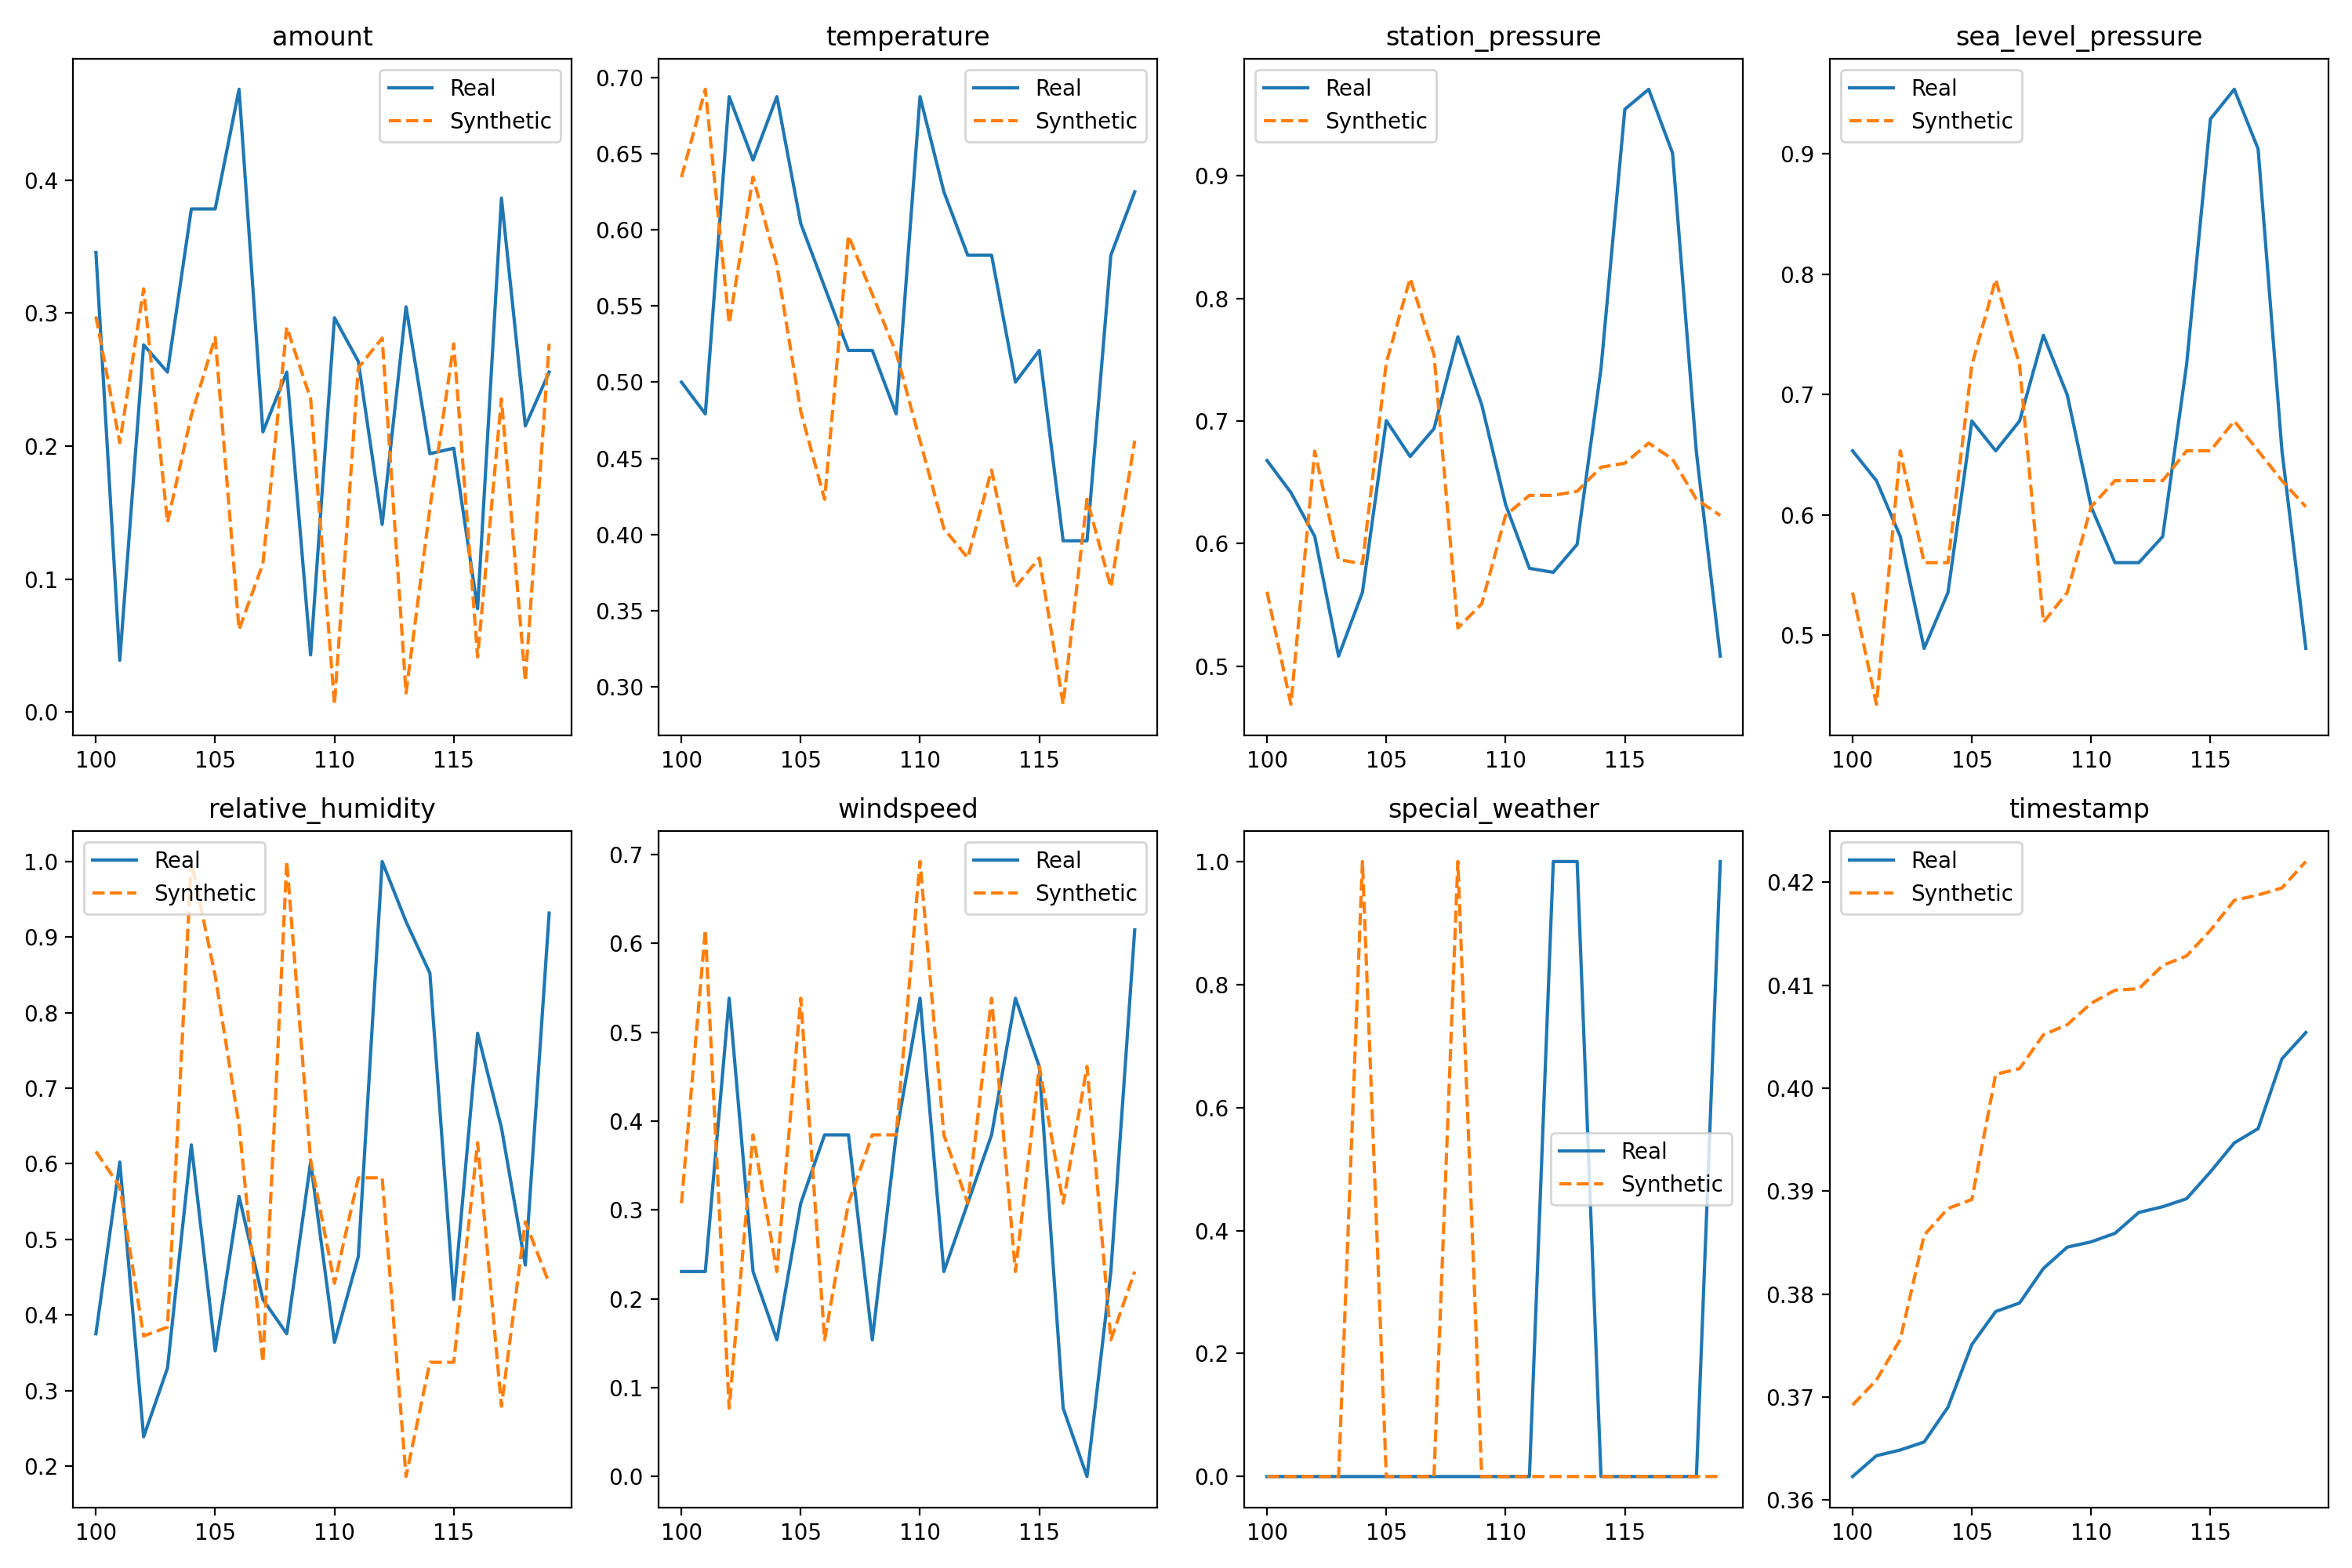 amount
Real
Synthetic
0.4
0.3
0.2
0.1
0.0
100 105 110 115
temperature
Real
Synthetic
0.70
0.65
0.60
0.55
0.50
0.45
0.40
0.35
0.30
100 105 110 115
station_pressure
Real
Synthetic
0.9
0.8
0.7
0.6
0.5
100 105 110 115
sea_level_pressure
Real
Synthetic
0.9
0.8
0.7
0.6
0.5
100 105 110 115
relative_humidity
Real
Synthetic
1.0
0.9
0.8
0.7
0.6
0.5
0.4
0.3
0.2
100 105 110 115
windspeed
Real
Synthetic
0.7
0.6
0.5
0.4
0.3
0.2
0.1
0.0
100 105 110 115
special_weather
1.0
0.8
0.6
0.4
0.2
0.0
Real
Synthetic
100 105 110 115
timestamp
Real
Synthetic
0.42
0.41
0.40
0.39
0.38
0.37
0.36
100 105 110 115